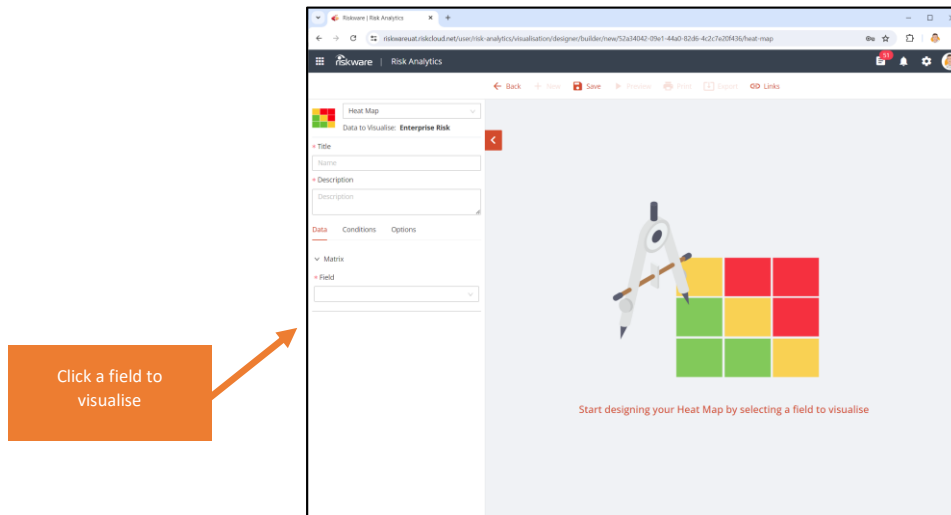 Riskware | Risk Analytics
riskwareuat.riskcloud.net/user/risk-analytics/visualisation/designer/builder/new/52a34042-09e1-44a0-82d6-4c2c7e20f436/heat-map
riskware | Risk Analytics
51
Back New Save Preview Print Export Links
Heat Map
Data to Visualise: Enterprise Risk
* Title
Name
* Description
Description
Data Conditions Options
Matrix
* Field
Click a field to
visualise
Start designing your Heat Map by selecting a field to visualise